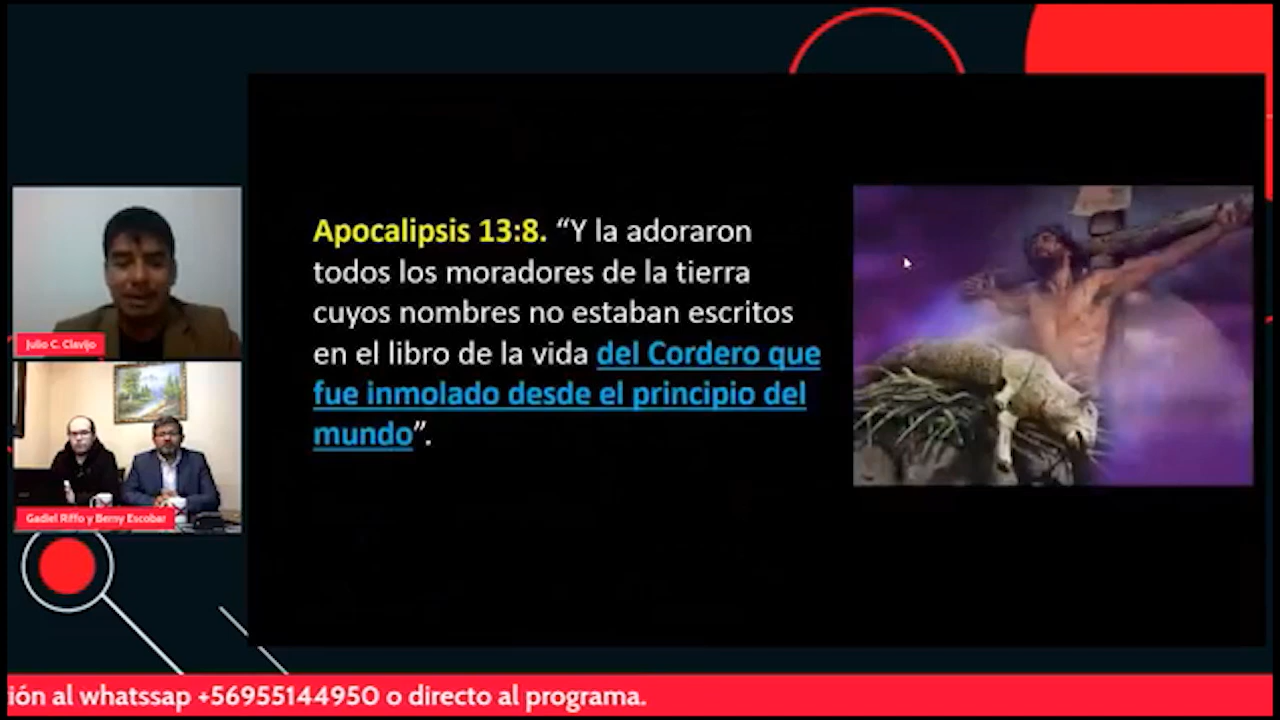 Apocalipsis 13:8. “Y la adoraron
todos los moradores de la tierra
cuyos nombres no estaban escritos
en el libro de la vida del Cordero que
fue inmolado desde el principio del
mundo”.
Julio C. Clavijo
Gadiel Riffo y Berny Escobar
ión al whatssap +56955144950 o directo al programa.